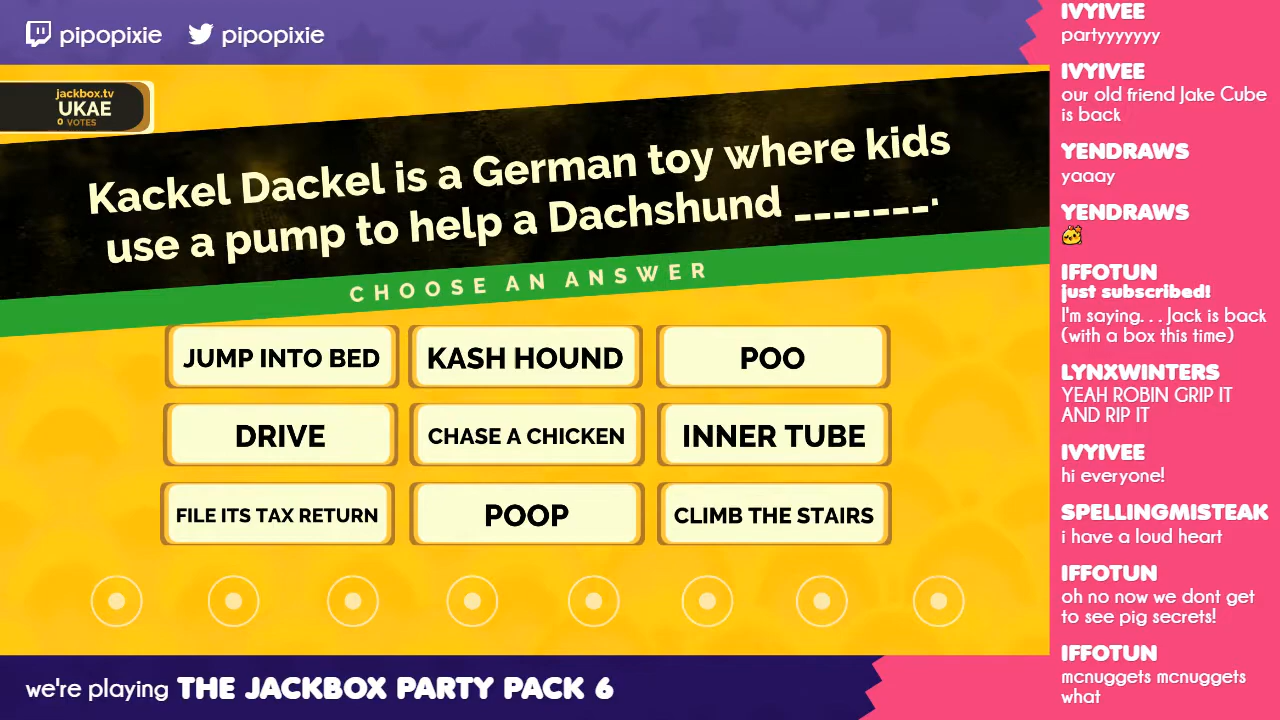 pipopixie pipopixie
jackbox.tv
UKAE
0 VOTES
Kackel Dackel is a German toy where kids
use a pump to help a Dachshund _______.
CHOOSE AN ANSWER
JUMP INTO BED
KASH HOUND
POO
DRIVE
CHASE A CHICKEN
INNER TUBE
FILE ITS TAX RETURN
POOP
CLIMB THE STAIRS
we're playing THE JACKBOX PARTY PACK 6
IVYIVEE
partyyyyyyy
IVYIVEE
our old friend Jake Cube
is back
YENDRAWS
yaaay
YENDRAWS
IFFOTUN
just subscribed!
I'm saying. . . Jack is back
(with a box this time)
LYNXWINTERS
YEAH ROBIN GRIP IT
AND RIP IT
IVYIVEE
hi everyone!
SPELLINGMISTEAK
i have a loud heart
IFFOTUN
oh no now we dont get
to see pig secrets!
IFFOTUN
mcnuggets mcnuggets
what